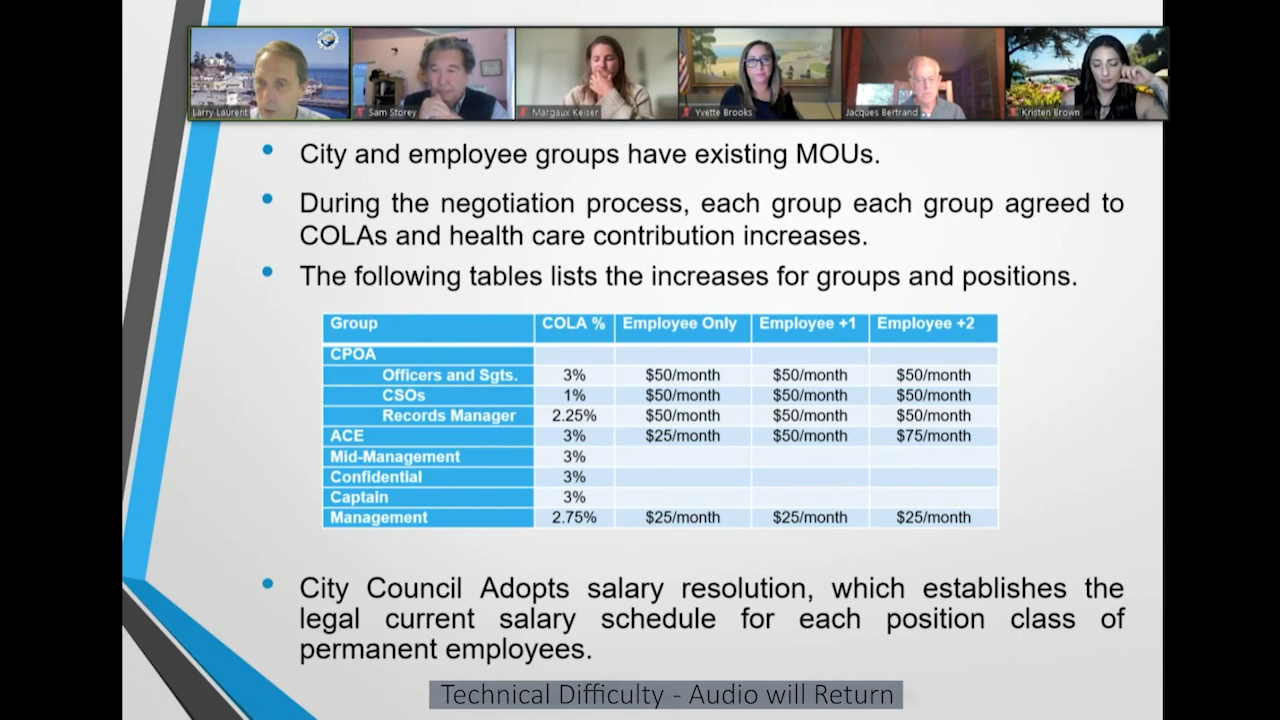 Larry Laurent
Sam Storey
Margaux Keiser
Yvette Brooks
Jacques Bertrand
Kristen Brown
• City and employee groups have existing MOUs.
• During the negotiation process, each group each group agreed to
COLAs and health care contribution increases.
• The following tables lists the increases for groups and positions.
Group COLA % Employee Only Employee +1 Employee +2
CPOA
Officers and Sgts. 3% $50/month $50/month $50/month
CSOs 1% $50/month $50/month $50/month
Records Manager 2.25% $50/month $50/month $50/month
ACE 3% $25/month $50/month $75/month
Mid-Management 3%
Confidential 3%
Captain 3%
Management 2.75% $25/month $25/month $25/month
• City Council Adopts salary resolution, which establishes the
legal current salary schedule for each position class of
permanent employees.
Technical Difficulty - Audio will Return